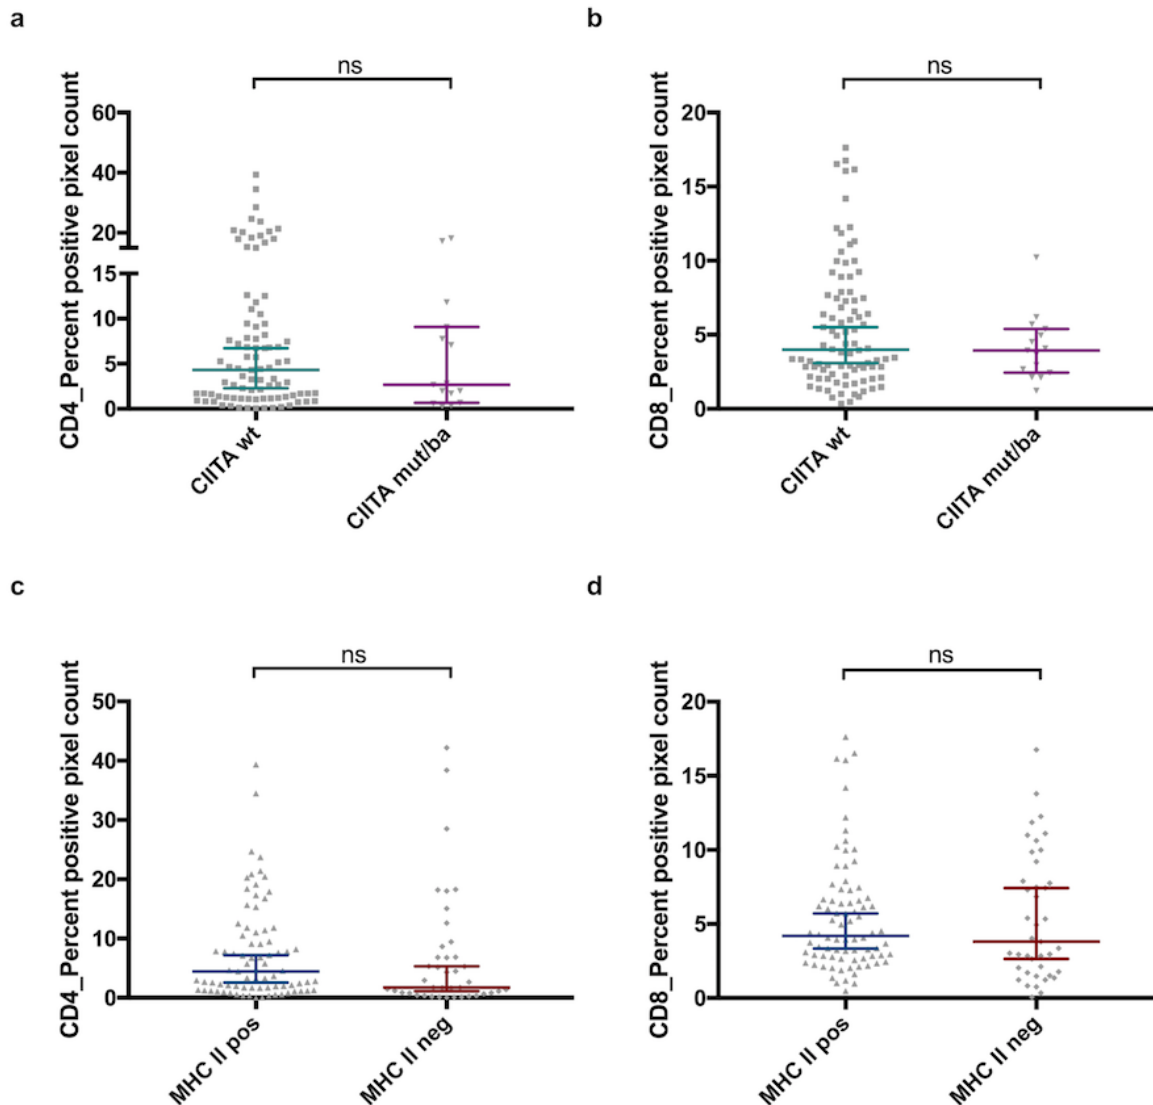 a
ns
CD4_Percent positive pixel count
60
40
20
15
10
5
0
CIITA wt
CIITA mut/ba
b
ns
CD8_Percent positive pixel count
20
15
10
5
0
CIITA wt
CIITA mut/ba
c
ns
CD4_Percent positive pixel count
50
40
30
20
10
0
MHC II pos
MHC II neg
d
ns
CD8_Percent positive pixel count
20
15
10
5
0
MHC II pos
MHC II neg